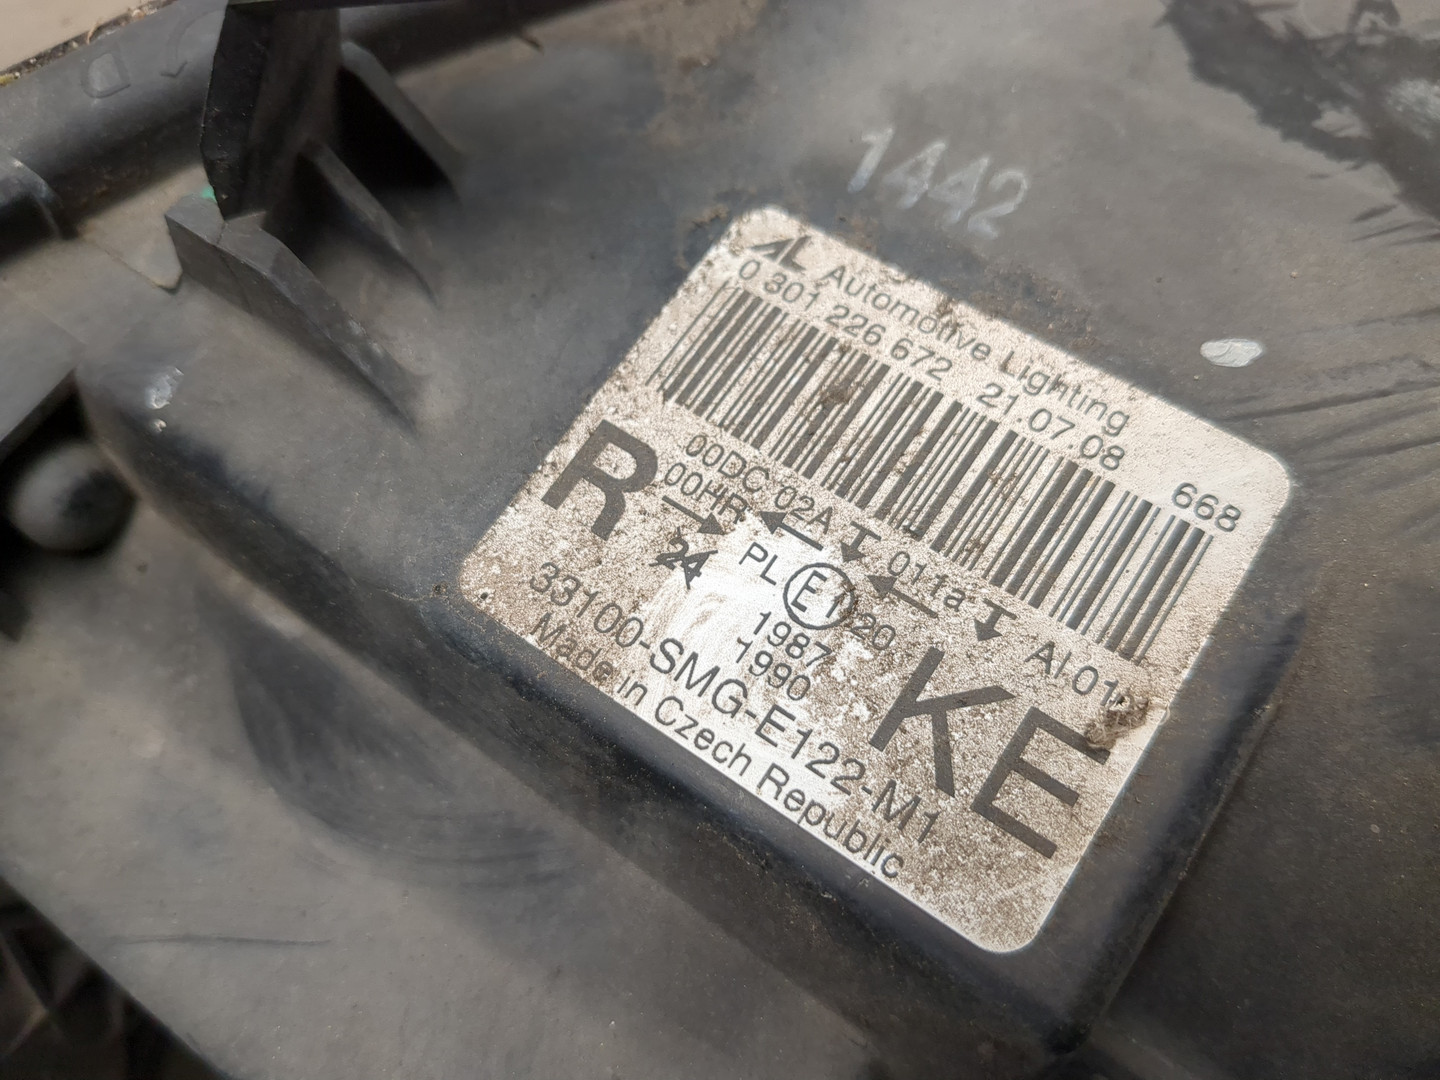 1442
AL Automotive Lighting
0 301 226 672 21.07.08
668
R
00DC 02A
00HR
011a
AI.01
24
PL E1 20
1987
1990
KE
33100-SMG-E122-M1
Made in Czech Republic